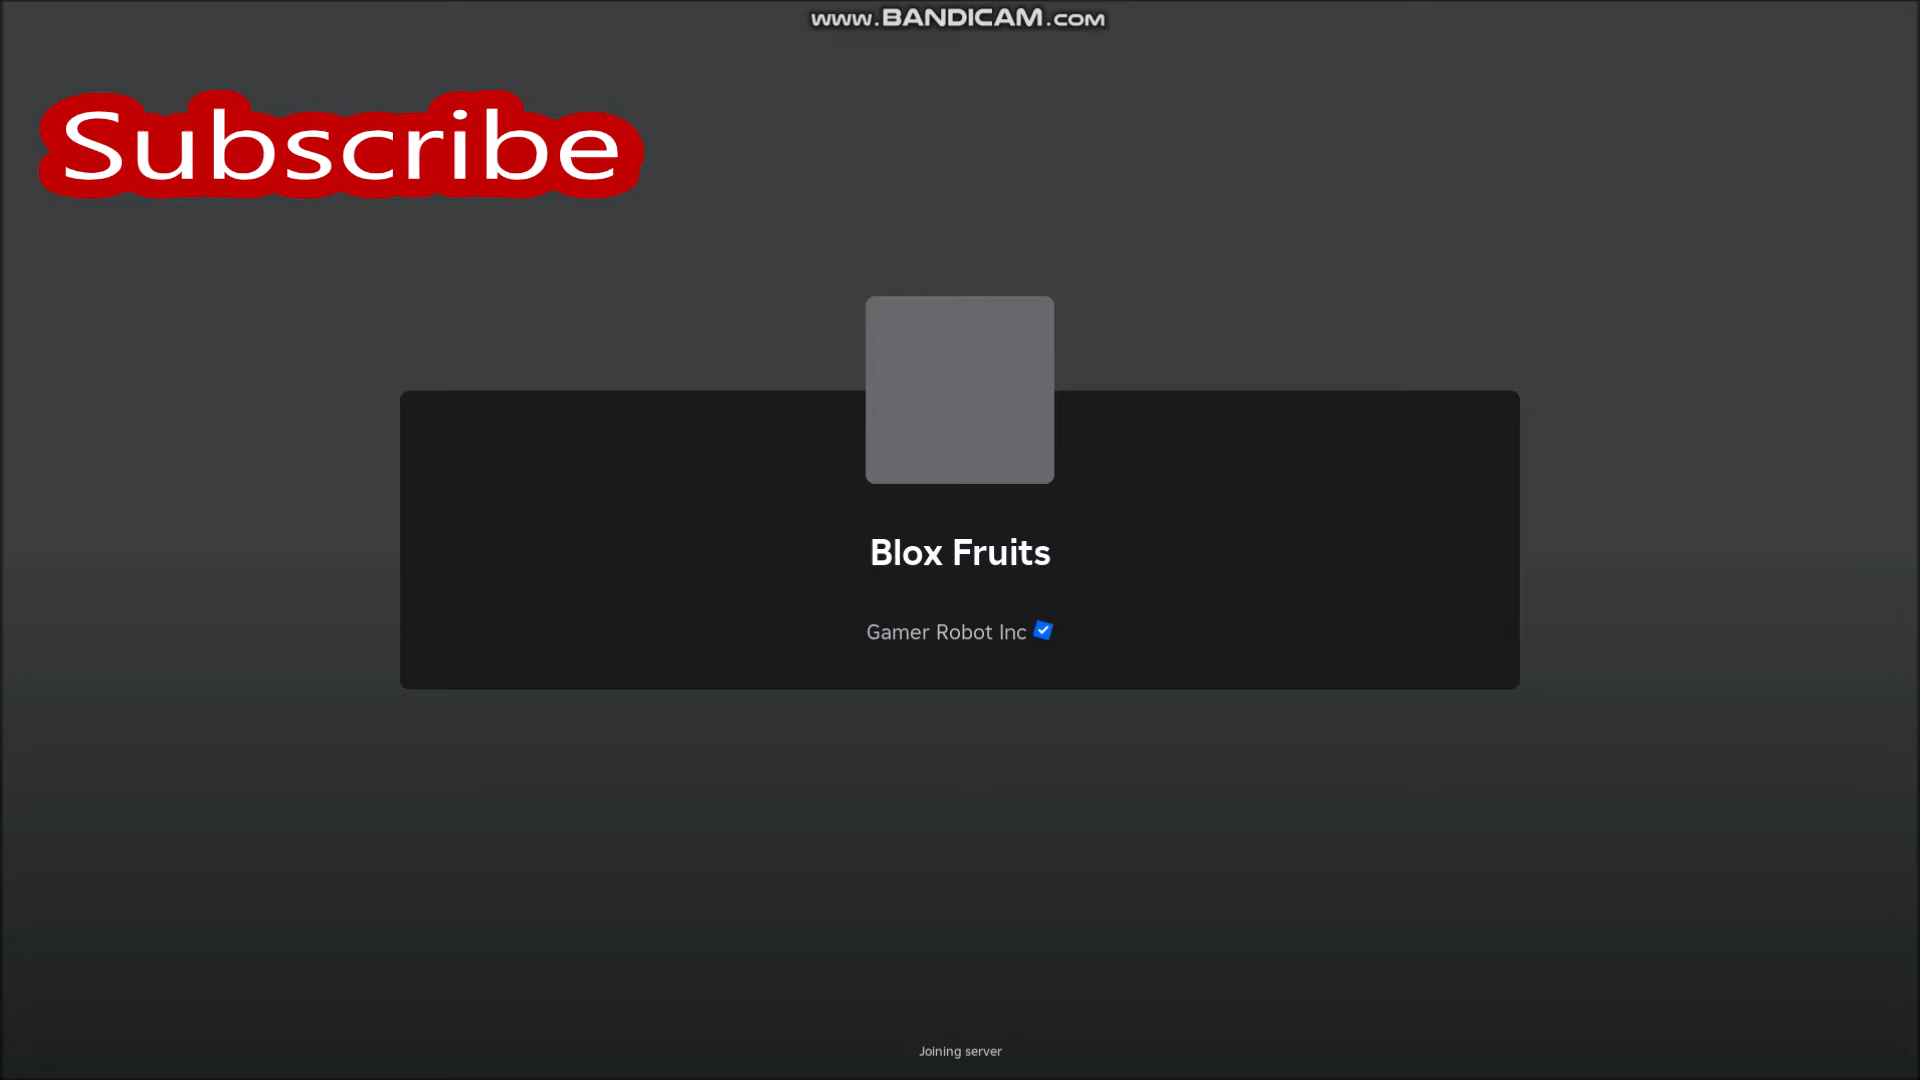 www.BANDICAM.com
Subscribe
Blox Fruits
Gamer Robot Inc
Joining server